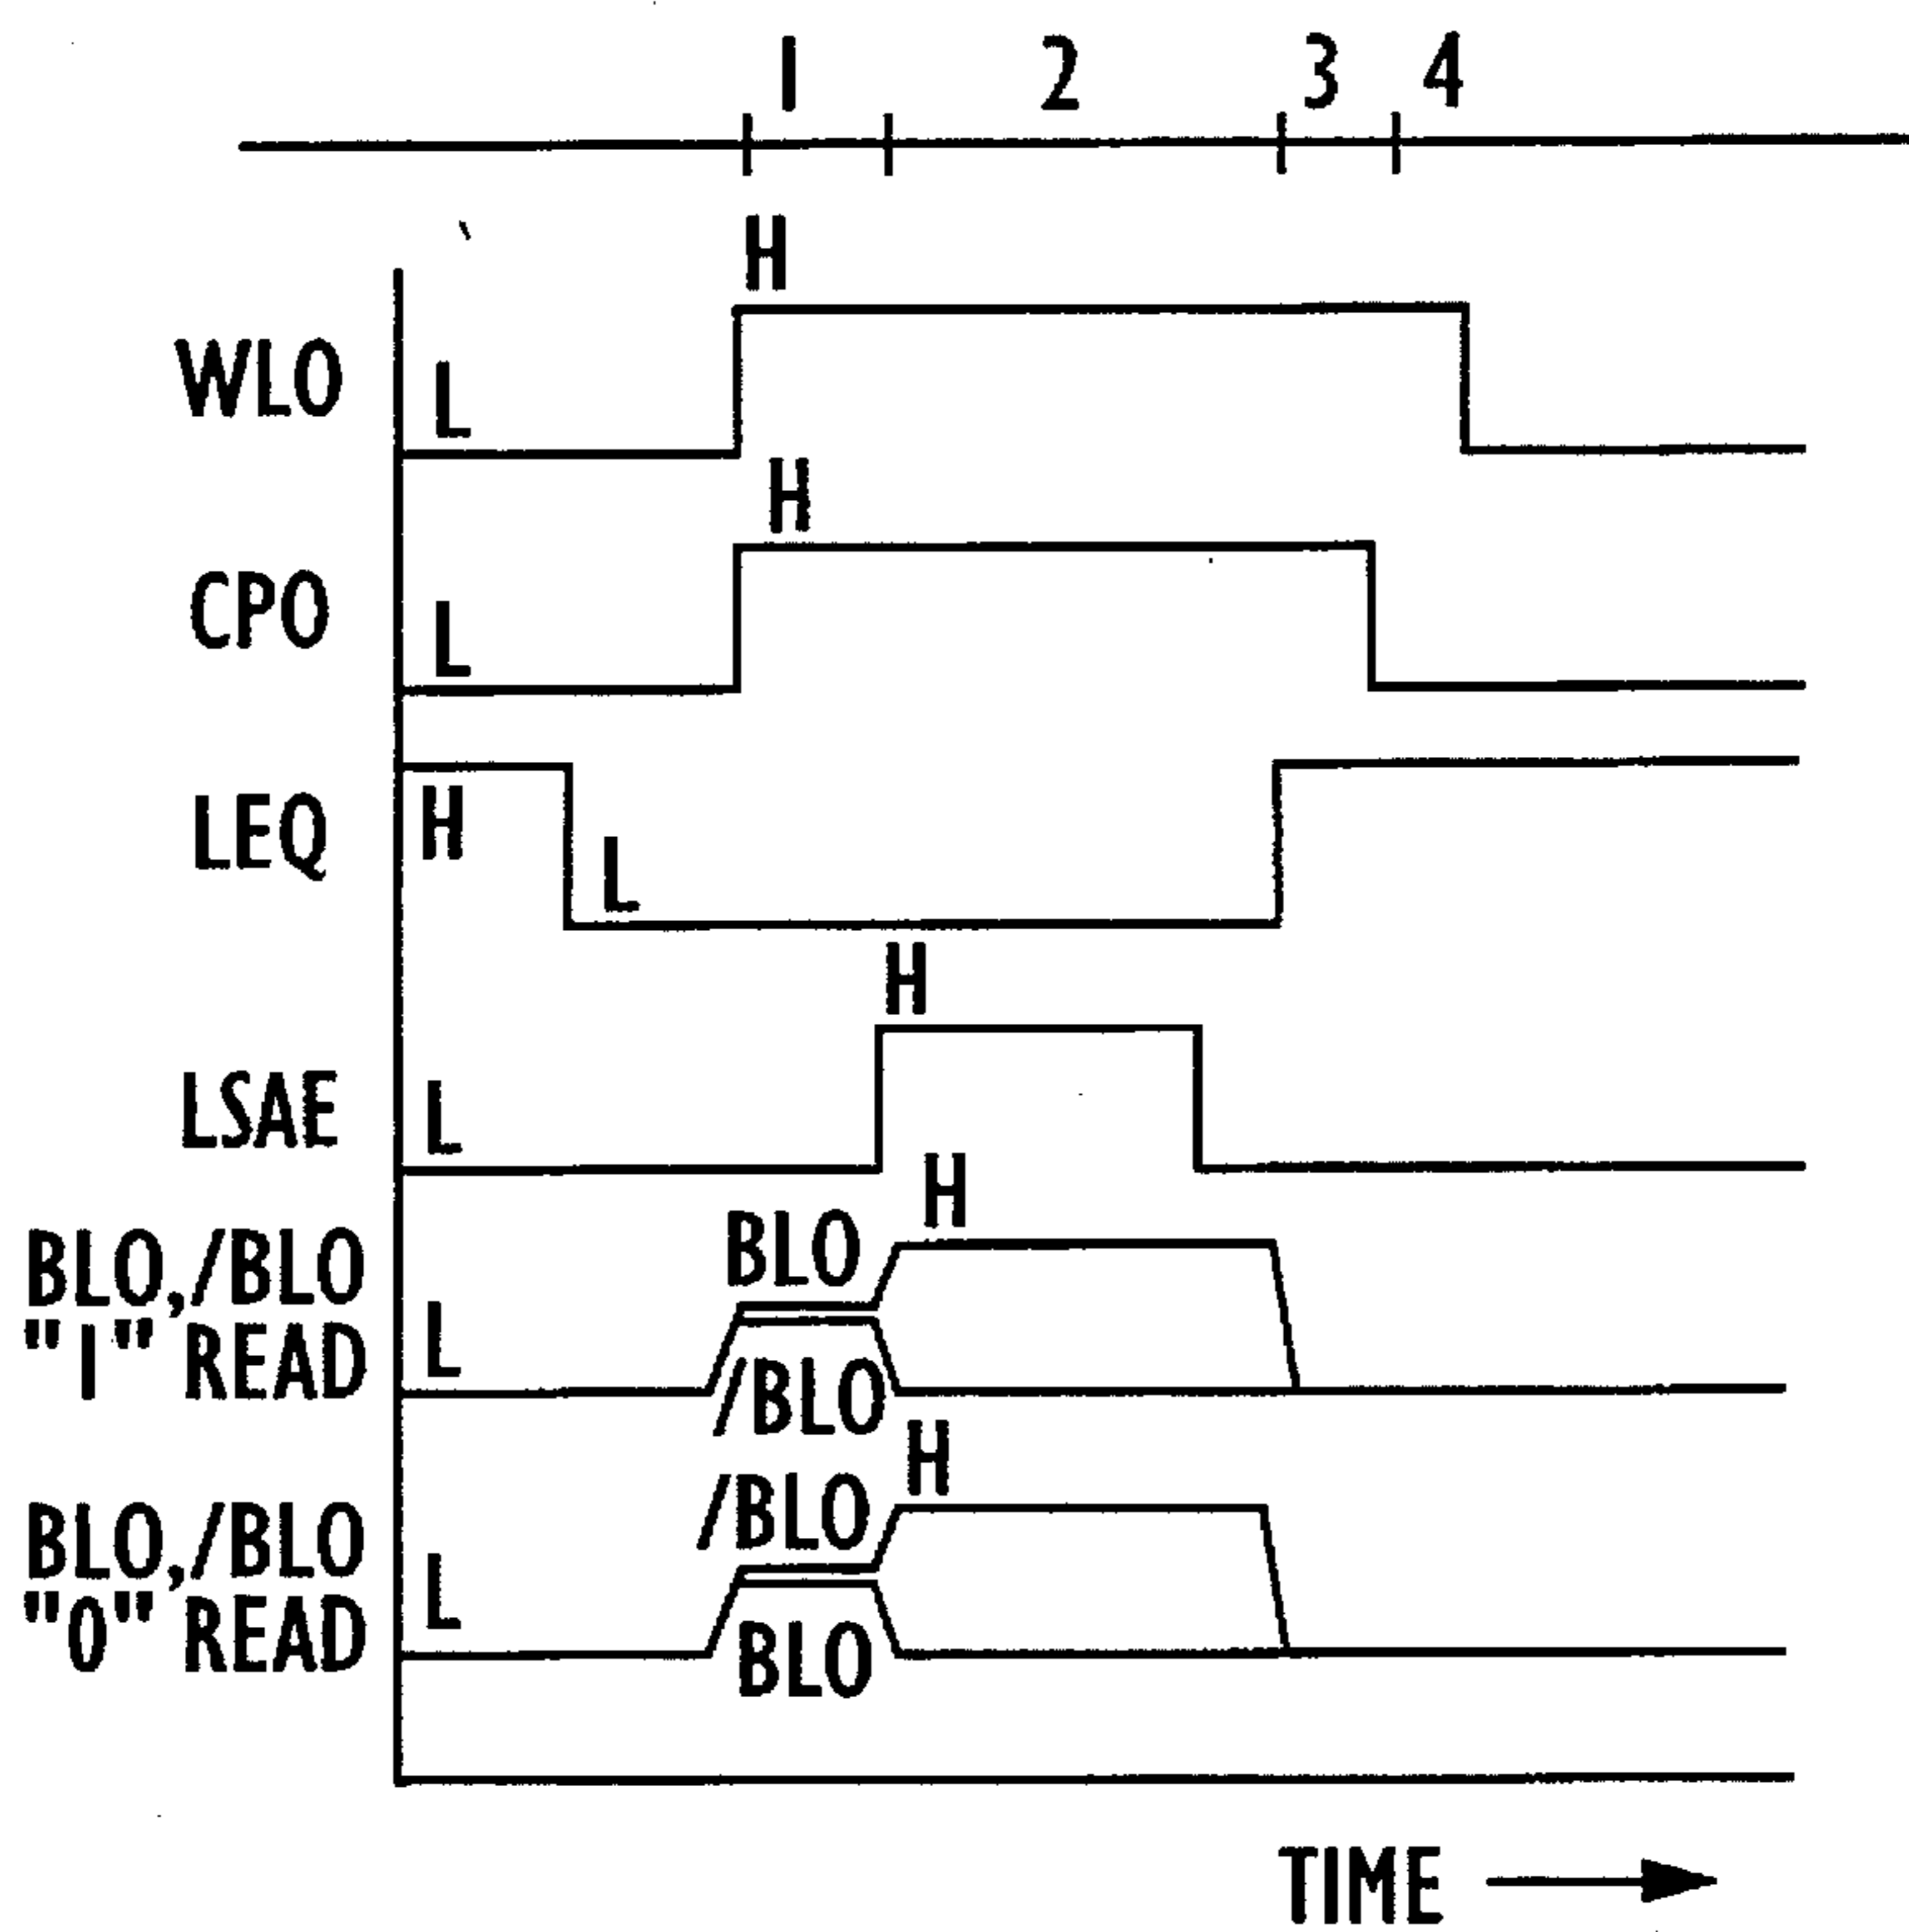 1 2 3 4
H
WLO L
H
CPO L
LEQ H
L
H
LSAE L
H
BLO,/BLO BLO
"1" READ L
/BLO
H
/BLO
BLO,/BLO L
"0" READ BLO
TIME